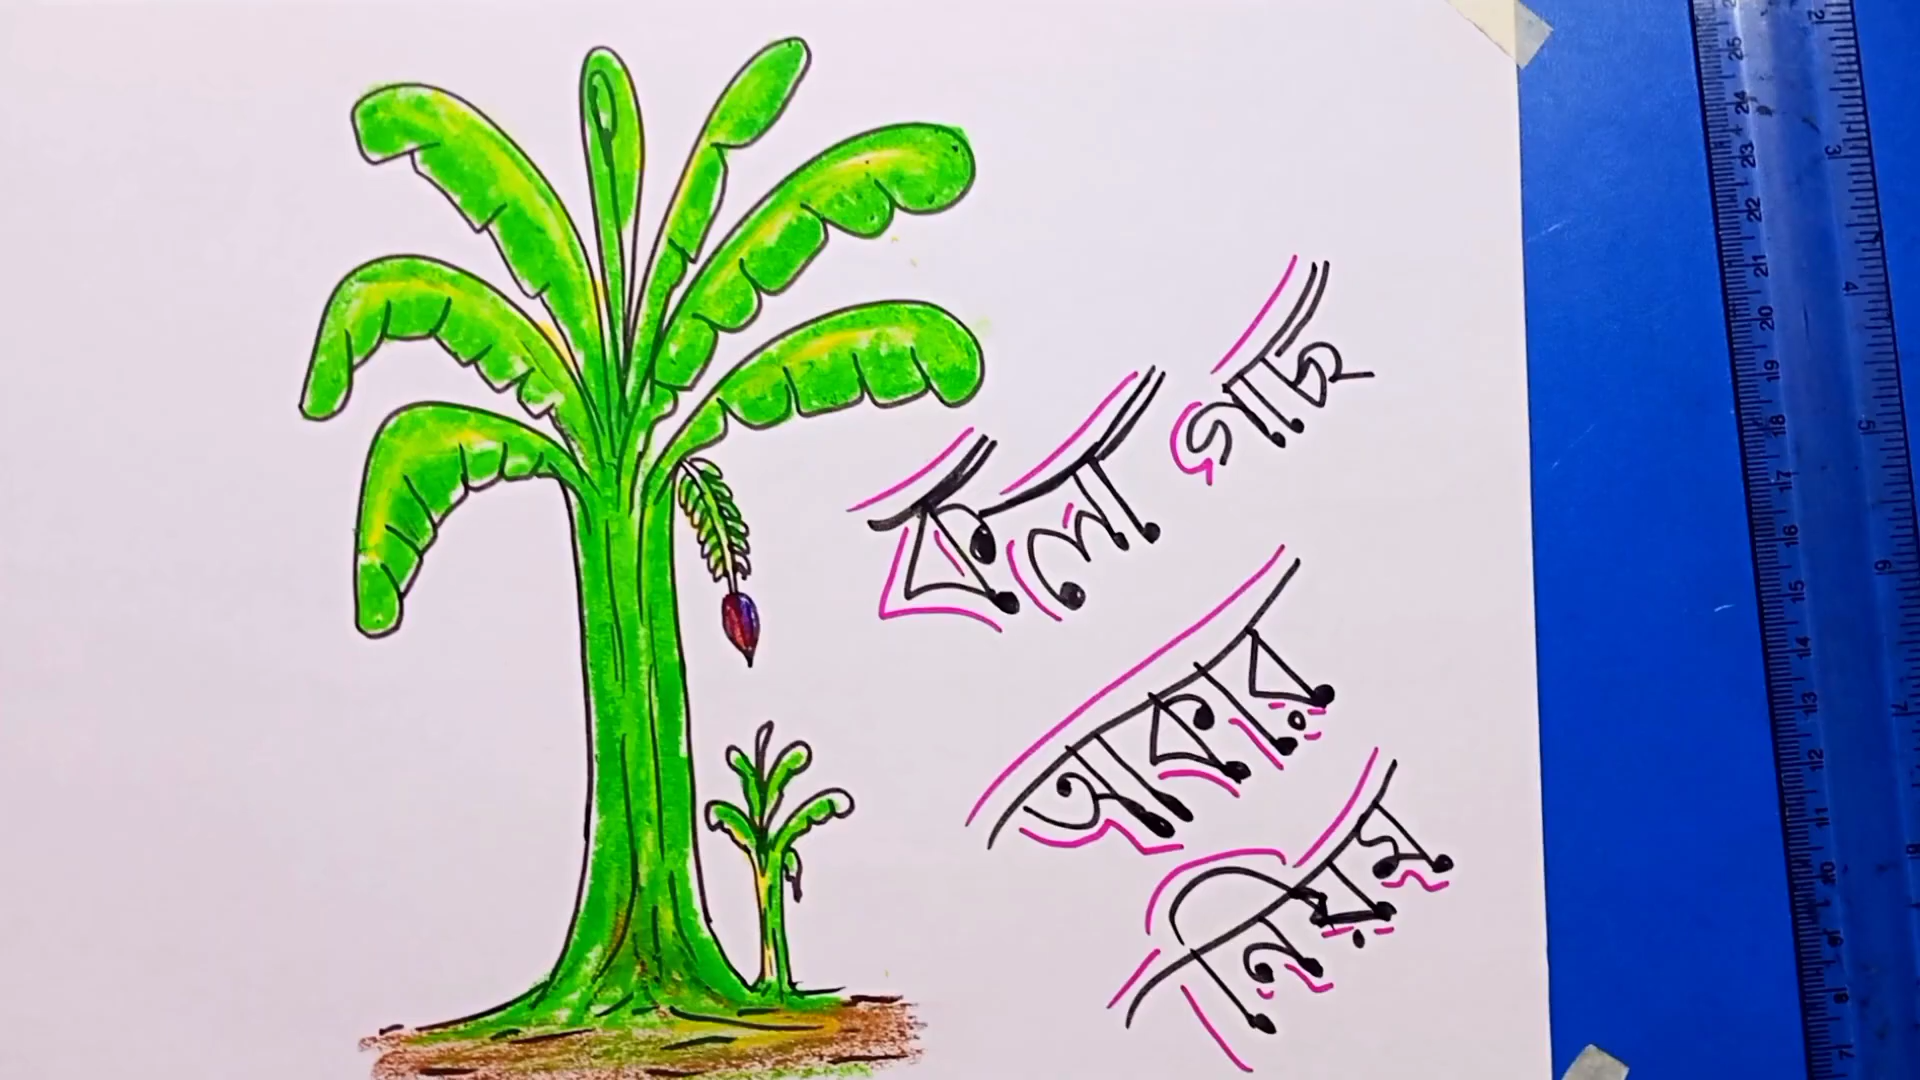 কলা গাছ
আকার
নিয়ম